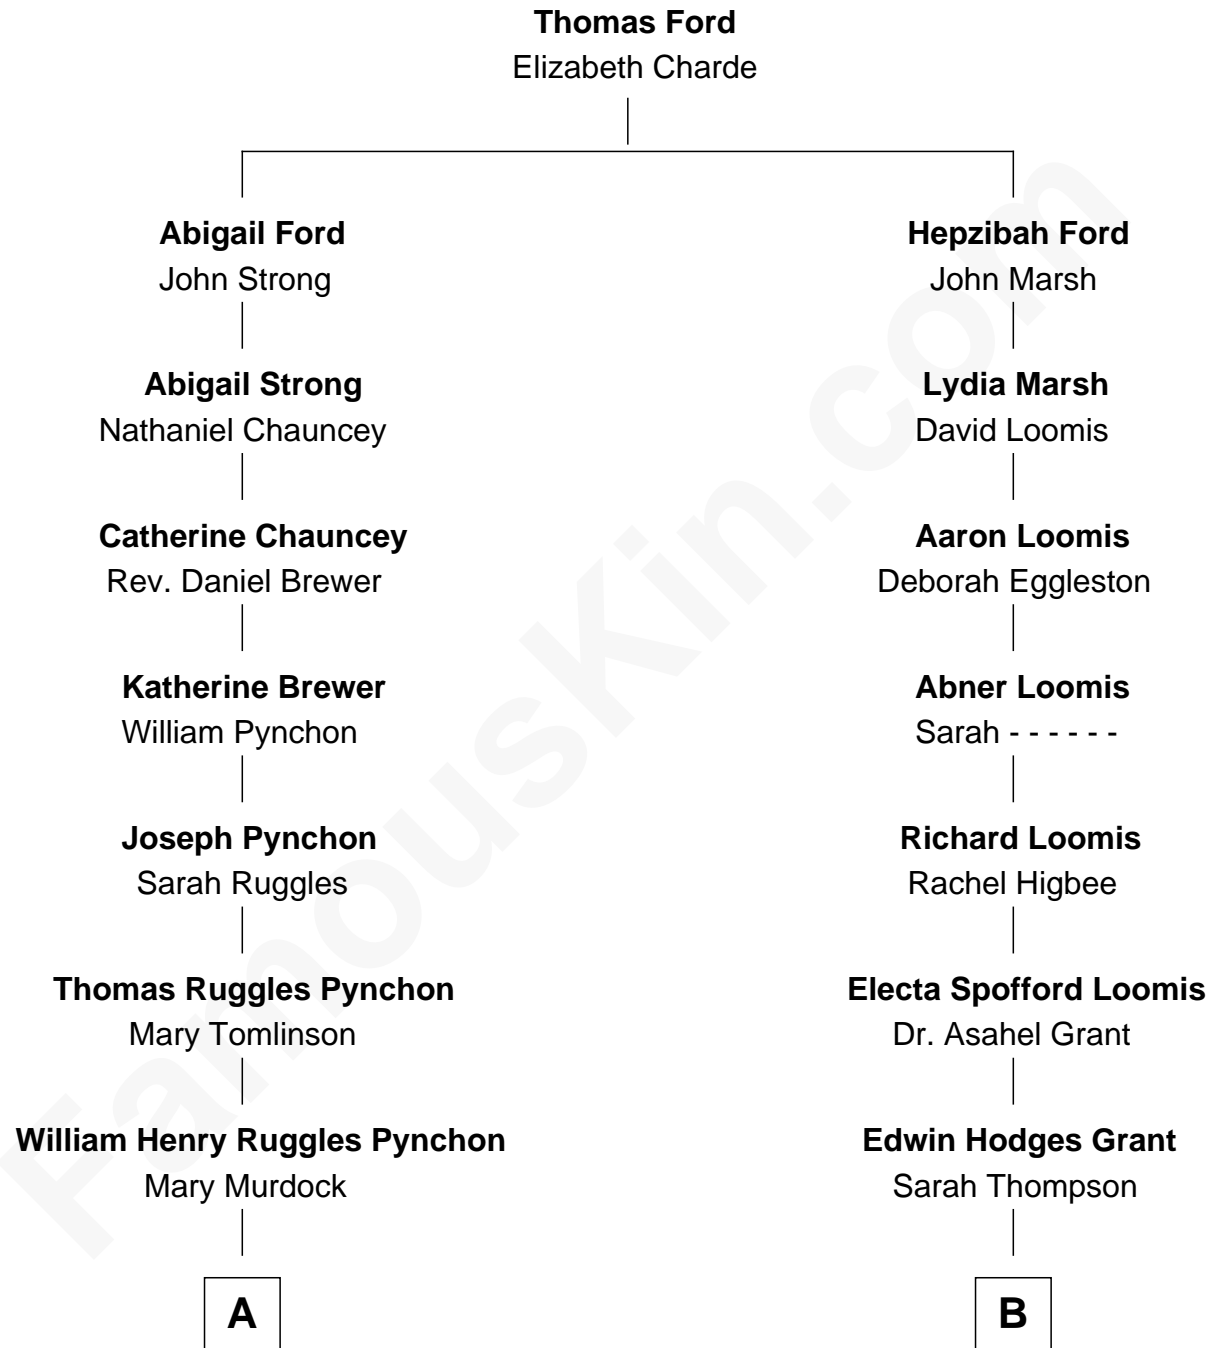 Thomas Ford
Elizabeth Charde
Abigail Ford
John Strong
Hepzibah Ford
John Marsh
Abigail Strong
Nathaniel Chauncey
Lydia Marsh
David Loomis
Catherine Chauncey
Rev. Daniel Brewer
Aaron Loomis
Deborah Eggleston
Katherine Brewer
William Pynchon
Abner Loomis
Sarah - - - - - -
Joseph Pynchon
Sarah Ruggles
Richard Loomis
Rachel Higbee
Thomas Ruggles Pynchon
Mary Tomlinson
Electa Spofford Loomis
Dr. Asahel Grant
William Henry Ruggles Pynchon
Mary Murdock
Edwin Hodges Grant
Sarah Thompson
A
B
FamousKin.com